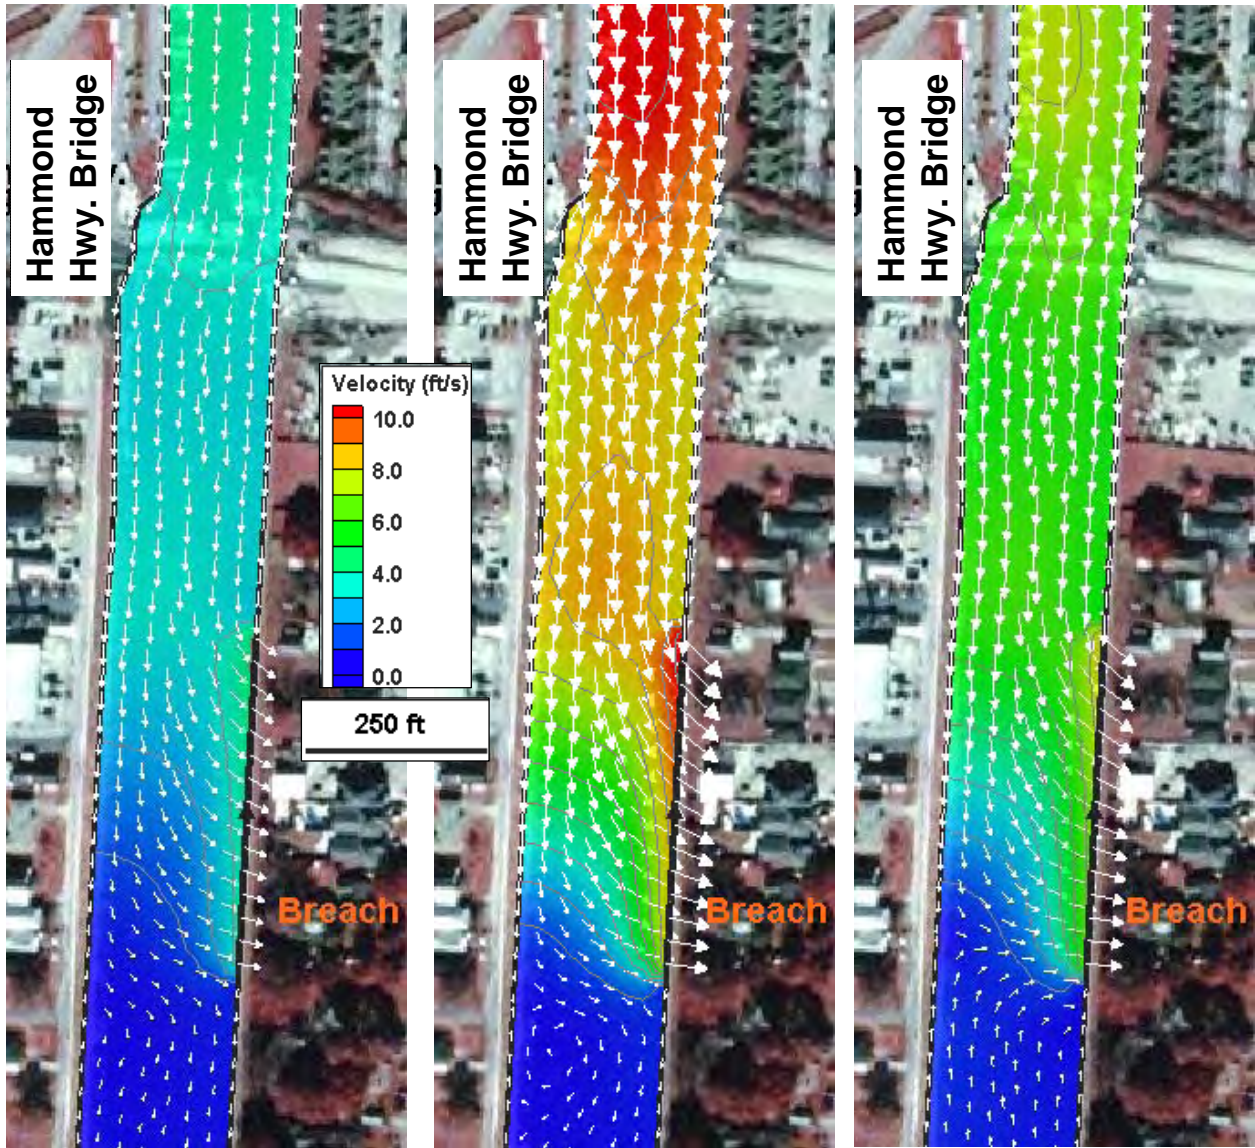 Hammond
Hwy. Bridge
Hammond
Hwy. Bridge
Hammond
Hwy. Bridge
Velocity (ft/s)
10.0
8.0
6.0
4.0
2.0
0.0
250 ft
Breach
Breach
Breach